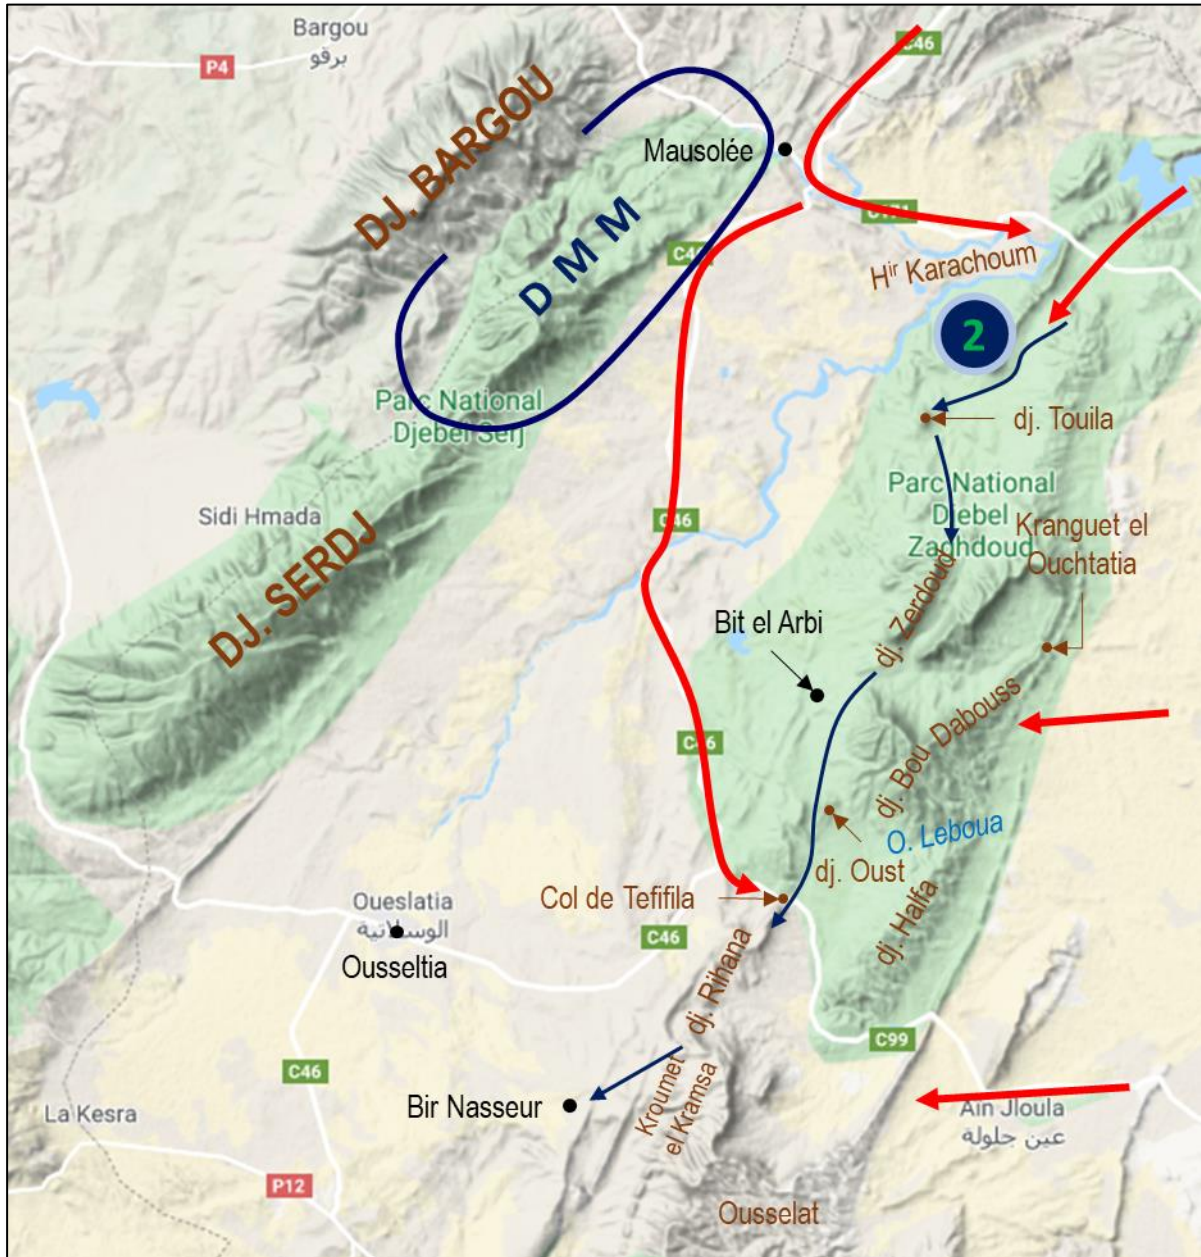 Bargou
برقو
P4
C46
DJ. BARGOU
Mausolée
C171
D M M
C46
Hir Karachoum
2
Parc National
Djebel Serj
dj. Touila
Parc National
Djebel
Zaghdoud
Kranguet el
Ouchtatia
Sidi Hmada
C46
DJ. SERDJ
dj. Zerdoud
Bit el Arbi
dj. Bou Dabouss
C46
O. Leboua
dj. Oust
dj. Halfa
Col de Tefifila
Oueslatia
الوسلاتية
Ousseltia
C46
dj. Rihana
C99
C46
Kroumet
el Kramsa
Bir Nasseur
La Kesra
Ain Jloula
عين جلولة
P12
Ousselat